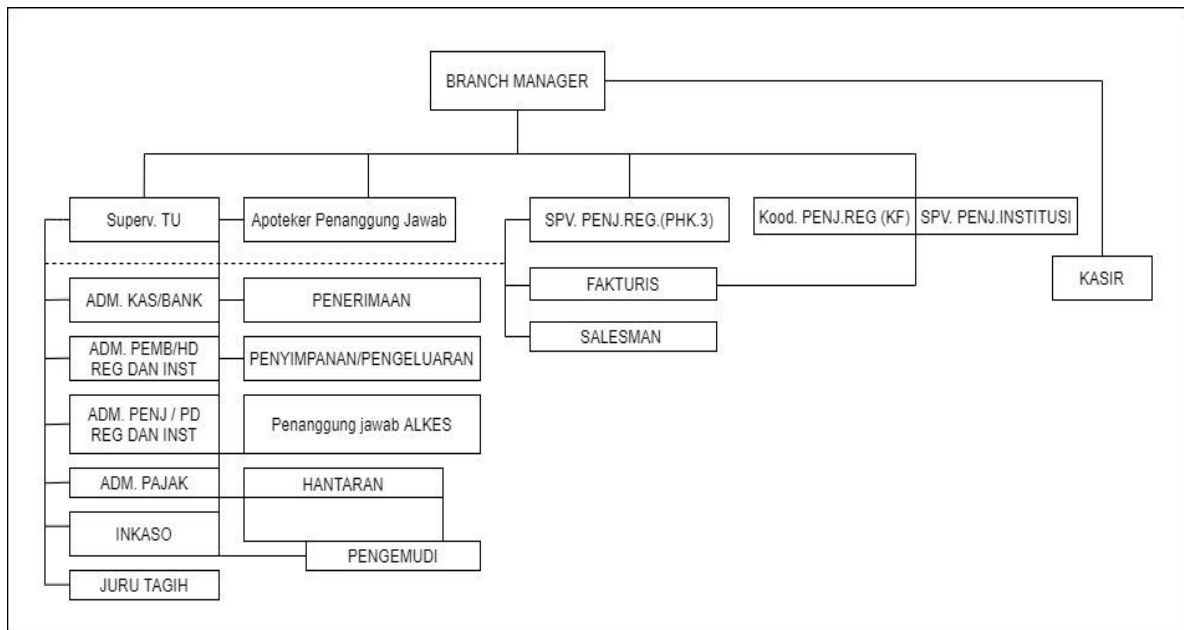 BRANCH MANAGER
Superv. TU
Apoteker Penanggung Jawab
SPV. PENJ.REG.(PHK.3)
Kood. PENJ.REG (KF)
SPV. PENJ.INSTITUSI
KASIR
ADM. KAS/BANK
PENERIMAAN
FAKTURIS
ADM. PEMB/HD
REG DAN INST
PENYIMPANAN/PENGELUARAN
SALESMAN
ADM. PENJ / PD
REG DAN INST
Penanggung jawab ALKES
ADM. PAJAK
HANTARAN
INKASO
PENGEMUDI
JURU TAGIH